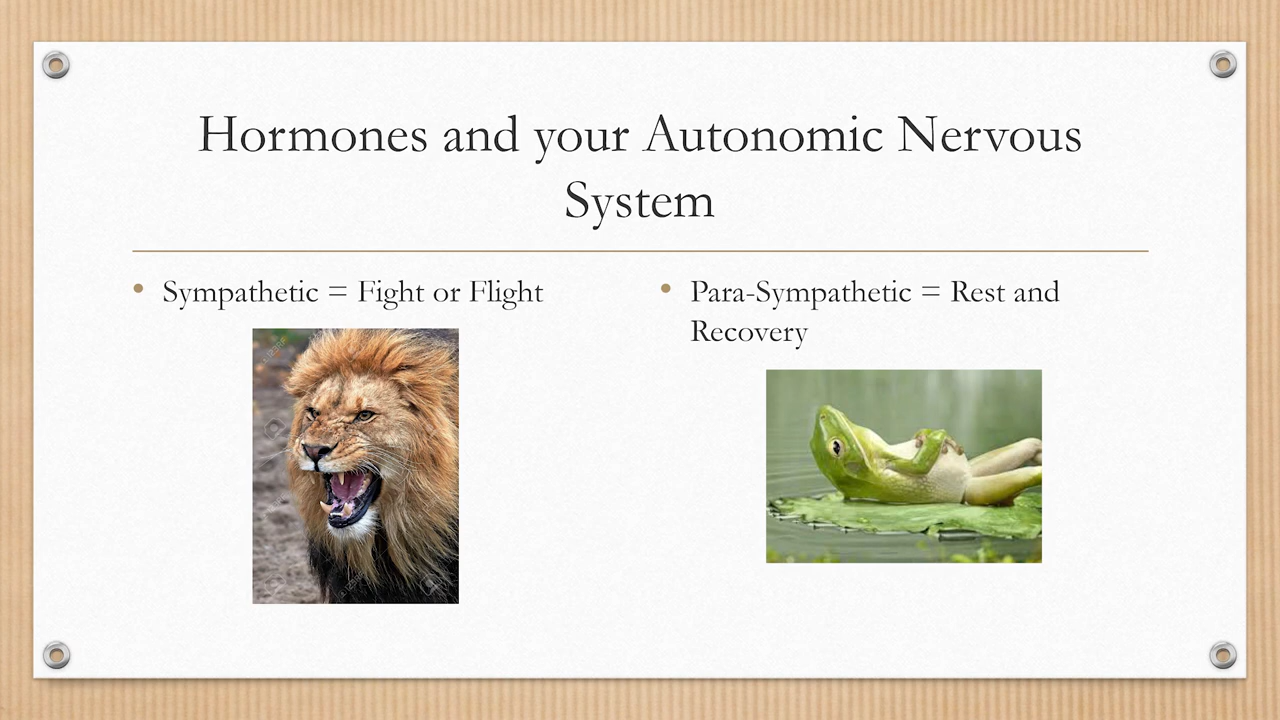 Hormones and your Autonomic Nervous
System
• Sympathetic = Fight or Flight
• Para-Sympathetic = Rest and
Recovery